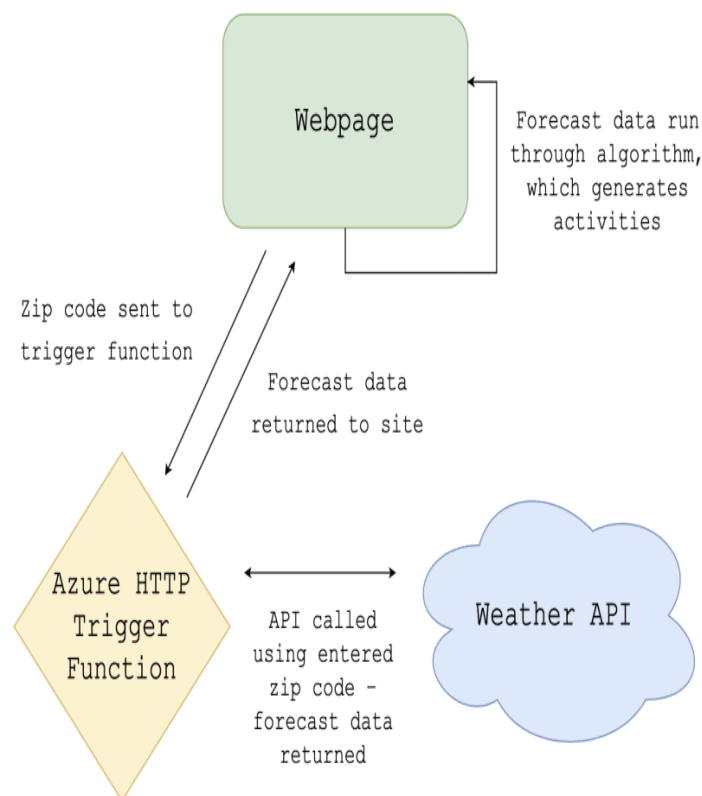 Webpage
Forecast data run
through algorithm,
which generates
activities
Zip code sent to
trigger function
Forecast data
returned to site
Azure HTTP
Trigger
Function
API called
using entered
zip code –
forecast data
returned
Weather API